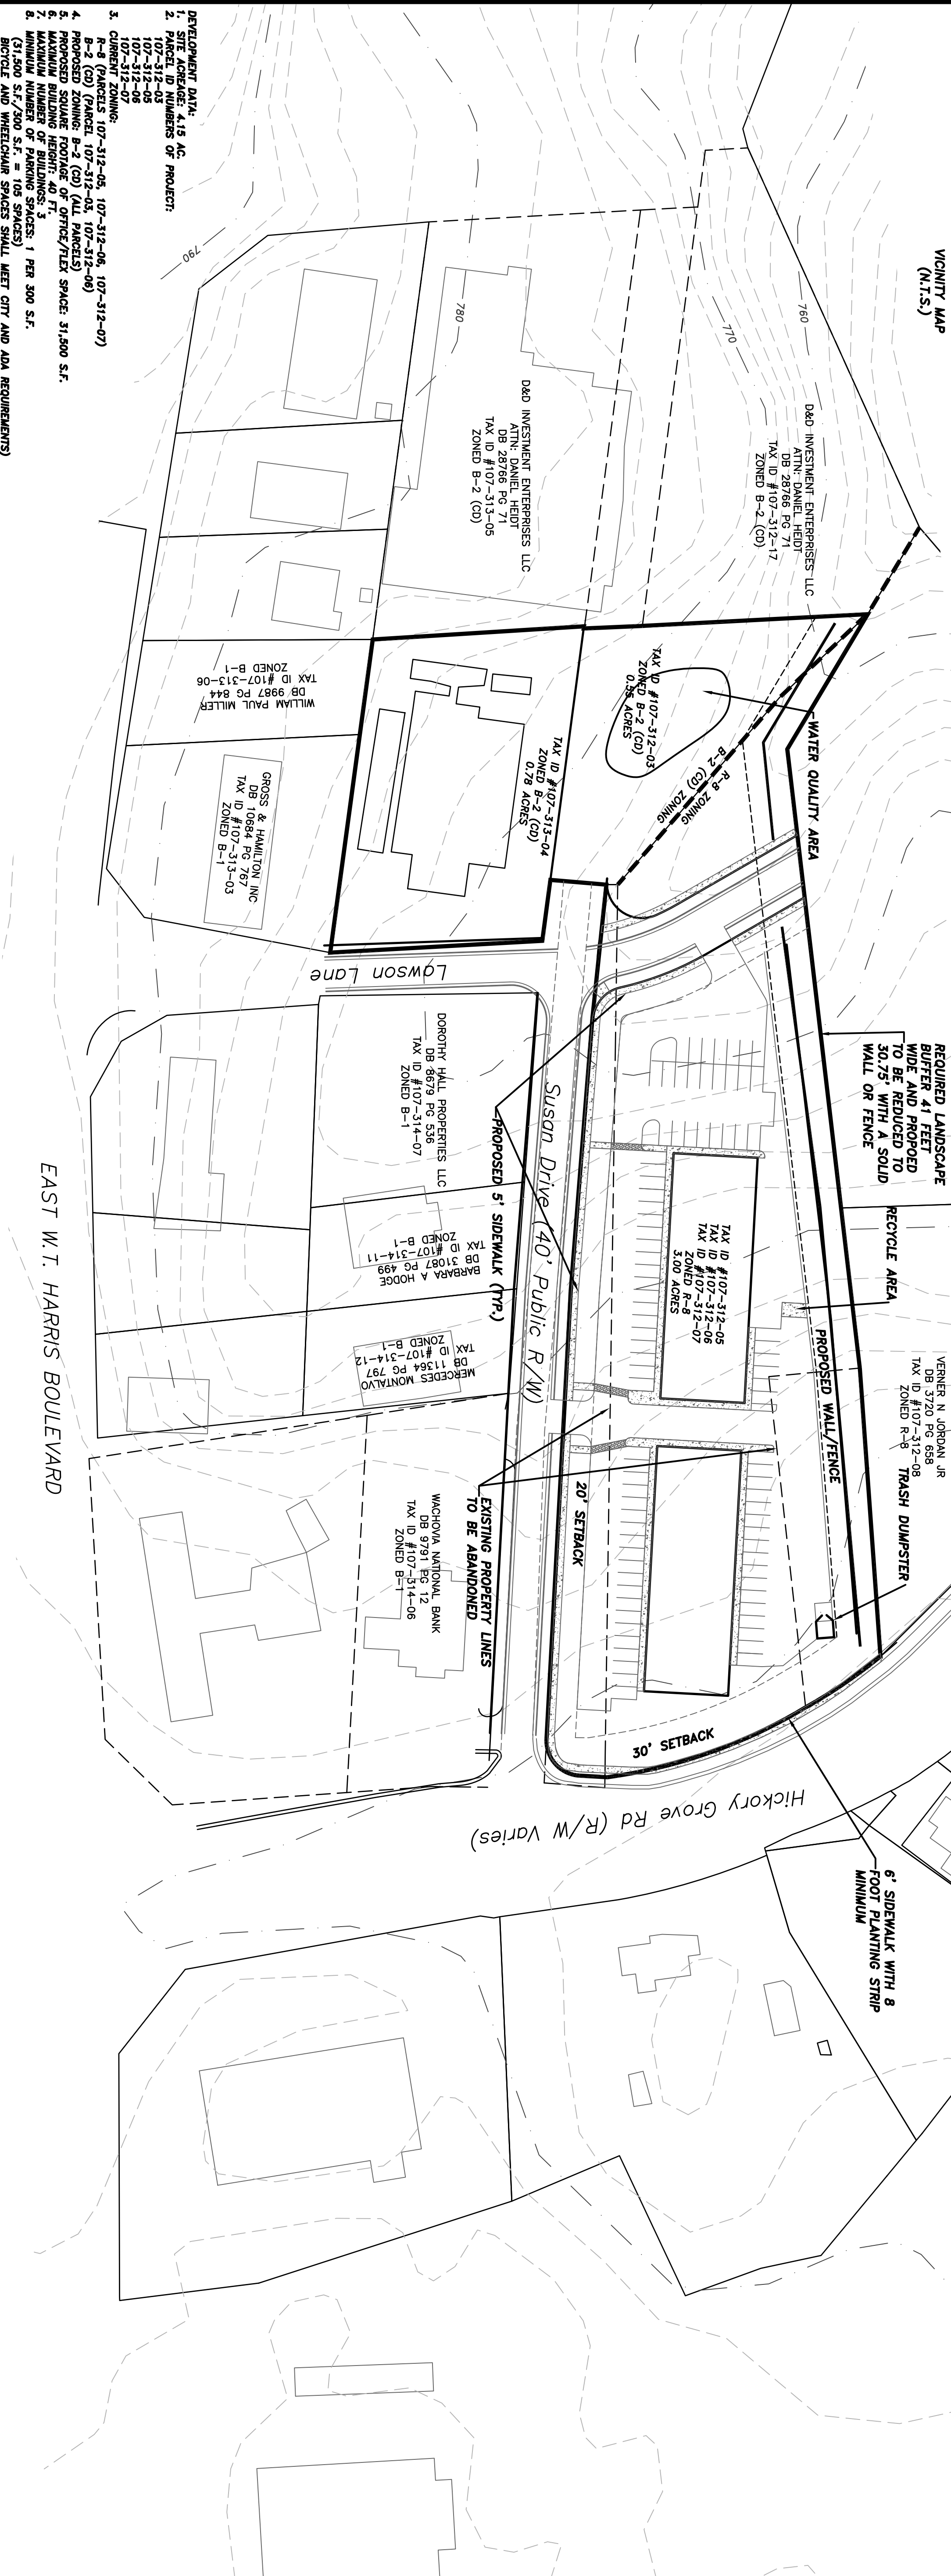 VICINITY MAP
(N.T.S.)
D&D INVESTMENT ENTERPRISES LLC
ATTN: DANIEL HEIDT
DB 28766 PG 71
TAX ID #107-312-17
ZONED B-2 (CD)
760
770
780
790
D&D INVESTMENT ENTERPRISES LLC
ATTN: DANIEL HEIDT
DB 28766 PG 71
TAX ID #107-313-05
ZONED B-2 (CD)
WATER QUALITY AREA
TAX ID #107-312-03
ZONED B-2 (CD)
0.55 ACRES
R-8 ZONING
B-2 (CD) ZONING
TAX ID #107-313-04
ZONED B-2 (CD)
0.78 ACRES
WILLIAM PAUL MILLER
DB 9987 PG 844
TAX ID #107-313-06
ZONED B-1
GROSS & HAMILTON INC
DB 10684 PG 767
TAX ID #107-313-03
ZONED B-1
Lawson Lane
REQUIRED LANDSCAPE
BUFFER 41 FEET
WIDE AND PROPOED
TO BE REDUCED TO
30.75' WITH A SOLID
WALL OR FENCE
RECYCLE AREA
VERNER N JORDAN JR
DB 3720 PG 658
TAX ID #107-312-08
ZONED R-8
TRASH DUMPSTER
PROPOSED WALL/FENCE
TAX ID #107-312-05
TAX ID #107-312-06
TAX ID #107-312-07
ZONED R-8
3.00 ACRES
20' SETBACK
30' SETBACK
Susan Drive (40' Public R/W)
PROPOSED 5' SIDEWALK (TYP.)
EXISTING PROPERTY LINES
TO BE ABANDONED
DOROTHY HALL PROPERTIES LLC
DB 8679 PG 536
TAX ID #107-314-07
ZONED B-1
BARBARA A HODGE
DB 31087 PG 499
TAX ID #107-314-11
ZONED B-1
MERCEDES MONTALVO
DB 11364 PG 797
TAX ID #107-314-12
ZONED B-1
WACHOVIA NATIONAL BANK
DB 9791 PG 12
TAX ID #107-314-06
ZONED B-1
EAST W.T. HARRIS BOULEVARD
Hickory Grove Rd (R/W Varies)
6' SIDEWALK WITH 8
FOOT PLANTING STRIP
MINIMUM
DEVELOPMENT DATA:
1. SITE ACREAGE: 4.15 AC.
2. PARCEL ID NUMBERS OF PROJECT:
107-312-03
107-312-05
107-312-06
107-312-07
3. CURRENT ZONING:
R-8 (PARCELS 107-312-05, 107-312-06, 107-312-07)
B-2 (CD) (PARCEL 107-312-03, 107-312-06)
4. PROPOSED ZONING: B-2 (CD) (ALL PARCELS)
5. PROPOSED SQUARE FOOTAGE OF OFFICE/FLEX SPACE: 31,500 S.F.
6. MAXIMUM BUILDING HEIGHT: 40 FT.
7. MAXIMUM NUMBER OF BUILDINGS: 3
8. MINIMUM NUMBER OF PARKING SPACES: 1 PER 300 S.F.
(31,500 S.F./300 S.F. = 105 SPACES)
BICYCLE AND WHEELCHAIR SPACES SHALL MEET CITY AND ADA REQUIREMENTS)